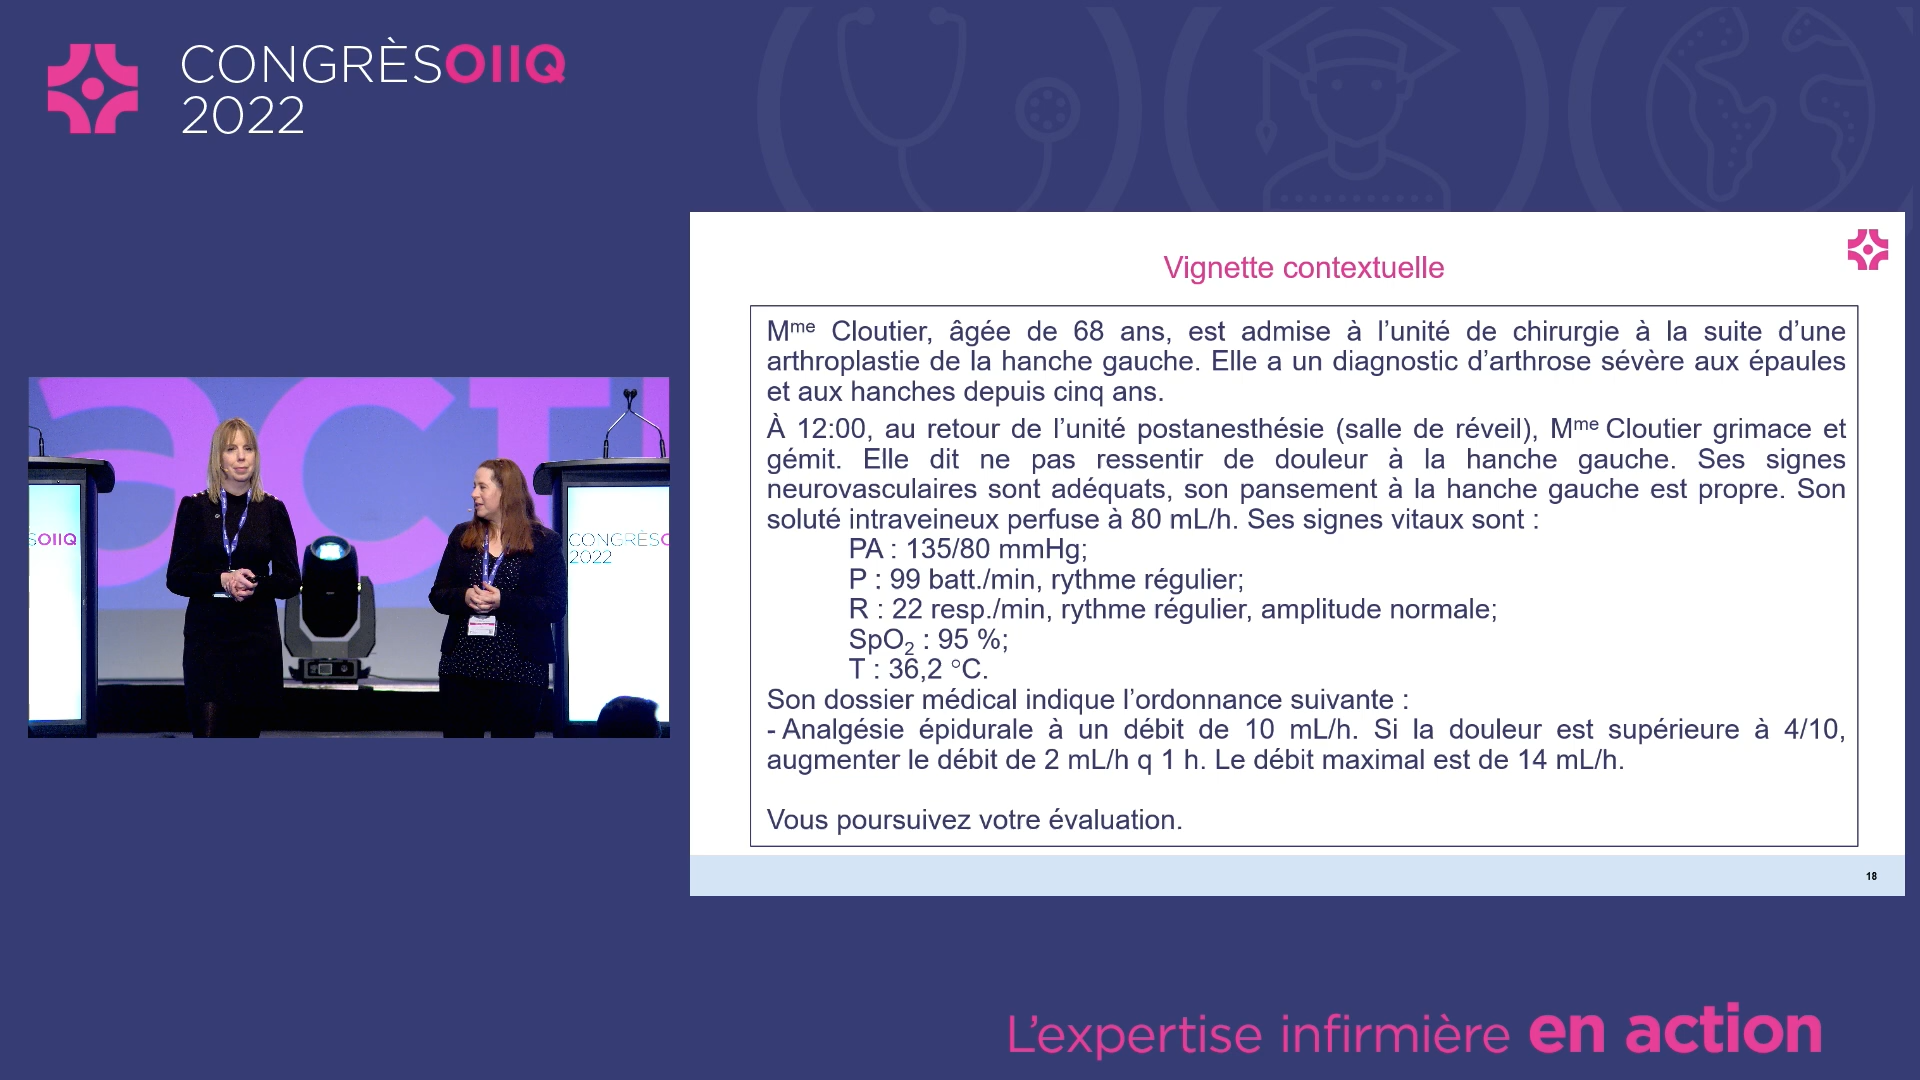 CONGRÈSOIIQ
2022
Vignette contextuelle
Mme Cloutier, âgée de 68 ans, est admise à l’unité de chirurgie à la suite d’une
arthroplastie de la hanche gauche. Elle a un diagnostic d’arthrose sévère aux épaules
et aux hanches depuis cinq ans.
À 12:00, au retour de l’unité postanesthésie (salle de réveil), Mme Cloutier grimace et
gémit. Elle dit ne pas ressentir de douleur à la hanche gauche. Ses signes
neurovasculaires sont adéquats, son pansement à la hanche gauche est propre. Son
soluté intraveineux perfuse à 80 mL/h. Ses signes vitaux sont :
PA : 135/80 mmHg;
P : 99 batt./min, rythme régulier;
R : 22 resp./min, rythme régulier, amplitude normale;
SpO2 : 95 %;
T : 36,2 °C.
Son dossier médical indique l’ordonnance suivante :
- Analgésie épidurale à un débit de 10 mL/h. Si la douleur est supérieure à 4/10,
augmenter le débit de 2 mL/h q 1 h. Le débit maximal est de 14 mL/h.
Vous poursuivez votre évaluation.
18
acti
SOIIQ
CONGRÈSO
2022
L’expertise infirmière en action